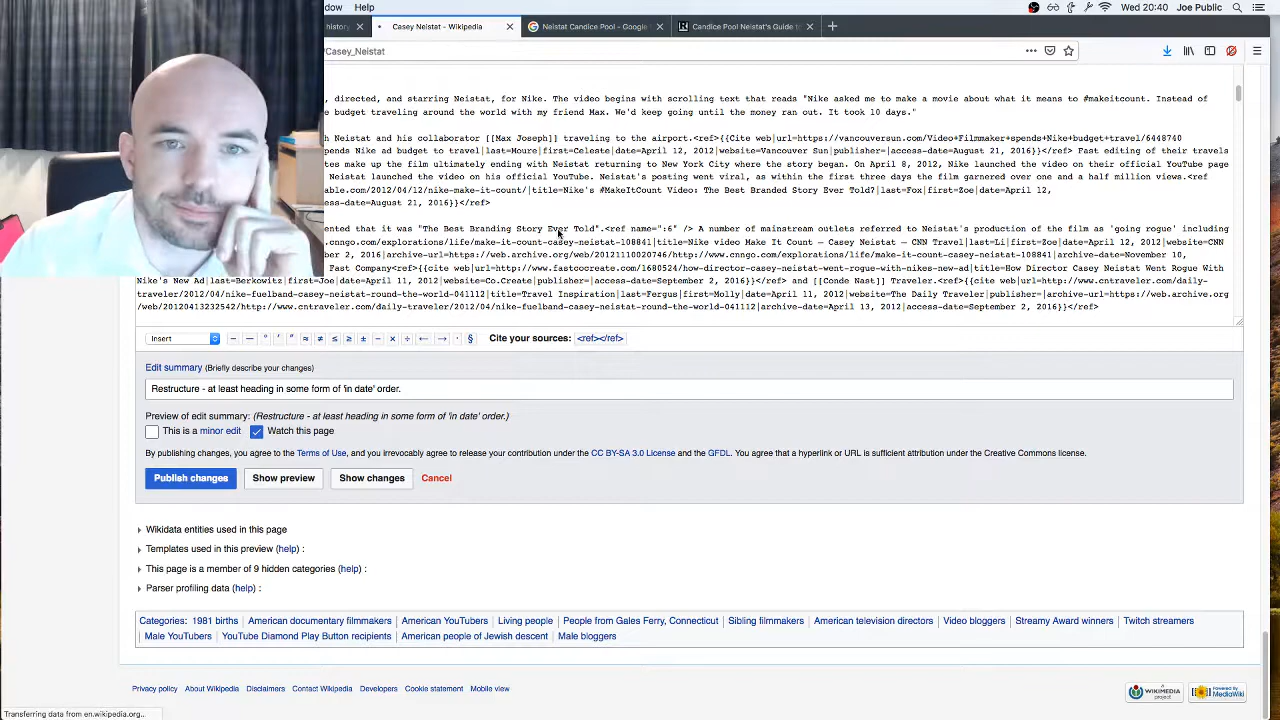 dow Help
Wed 20:40 Joe Public
history
Casey Neistat - Wikipedia
Neistat Candice Pool - Google
Candice Pool Neistat's Guide t
/Casey_Neistat
, directed, and starring Neistat, for Nike. The video begins with scrolling text that reads "Nike asked me to make a movie about what it means to #makeitcount. Instead of
budget traveling around the world with my friend Max. We'd keep going until the money ran out. It took 10 days."
h Neistat and his collaborator [[Max Joseph]] traveling to the airport.<ref>{{Cite web|url=https://vancouversun.com/Video+Filmmaker+spends+Nike+budget+travel/6448740
pends Nike ad budget to travel|last=Moure|first=Celeste|date=April 12, 2012|website=Vancouver Sun|publisher=|access-date=August 21, 2016}}</ref> Fast editing of their travels
tes make up the film ultimately ending with Neistat returning to New York City where the story began. On April 8, 2012, Nike launched the video on their official YouTube page
launched the video on his official YouTube. Neistat's posting went viral, as within the first three days the film garnered over one and a half million views.<ref
able.com/2012/04/12/nike-make-it-count/|title=Nike's #MakeItCount Video: The Best Branded Story Ever Told?|last=Fox|first=Zoe|date=April 12,
ess-date=August 21, 2016}}</ref>
ented that it was "The Best Branding Story Ever Told".<ref name=":6" /> A number of mainstream outlets referred to Neistat's production of the film as 'going rogue' including
.cnngo.com/explorations/life/make-it-count-casey-neistat-108841|title=Nike video Make It Count — Casey Neistat — CNN Travel|last=Li|first=Zoe|date=April 12, 2012|website=CNN
ber 2, 2016|archive-url=https://web.archive.org/web/20121110020746/http://www.cnngo.com/explorations/life/make-it-count-casey-neistat-108841|archive-date=November 10,
Fast Company<ref>{{cite web|url=http://www.fastcocreate.com/1680524/how-director-casey-neistat-went-rogue-with-nikes-new-ad|title=How Director Casey Neistat Went Rogue With
Nike's New Ad|last=Berkowitz|first=Joe|date=April 11, 2012|website=Co.Create|publisher=|access-date=September 2, 2016}}</ref> and [[Conde Nast]] Traveler.<ref>{{cite web|url=http://www.cntraveler.com/daily-
traveler/2012/04/nike-fuelband-casey-neistat-round-the-world-041112|title=Travel Inspiration|last=Fergus|first=Molly|date=April 11, 2012|website=The Daily Traveler|publisher=|archive-url=https://web.archive.org
/web/20120413232542/http://www.cntraveler.com/daily-traveler/2012/04/nike-fuelband-casey-neistat-round-the-world-041112|archive-date=April 13, 2012|access-date=September 2, 2016}}</ref>
Insert – — ° ′ ″ ≈ ≠ ≤ ≥ ± − × ÷ ← → · § Cite your sources: <ref></ref>
Edit summary (Briefly describe your changes)
Restructure - at least heading in some form of 'in date' order.
Preview of edit summary: (Restructure - at least heading in some form of 'in date' order.)
This is a minor edit Watch this page
By publishing changes, you agree to the Terms of Use, and you irrevocably agree to release your contribution under the CC BY-SA 3.0 License and the GFDL. You agree that a hyperlink or URL is sufficient attribution under the Creative Commons license.
Publish changes Show preview Show changes Cancel
Wikidata entities used in this page
Templates used in this preview (help) :
This page is a member of 9 hidden categories (help) :
Parser profiling data (help) :
Categories: 1981 births | American documentary filmmakers | American YouTubers | Living people | People from Gales Ferry, Connecticut | Sibling filmmakers | American television directors | Video bloggers | Streamy Award winners | Twitch streamers
| Male YouTubers | YouTube Diamond Play Button recipients | American people of Jewish descent | Male bloggers
Privacy policy About Wikipedia Disclaimers Contact Wikipedia Developers Cookie statement Mobile view
A WIKIMEDIA project
Powered By MediaWiki
Transferring data from en.wikipedia.org...